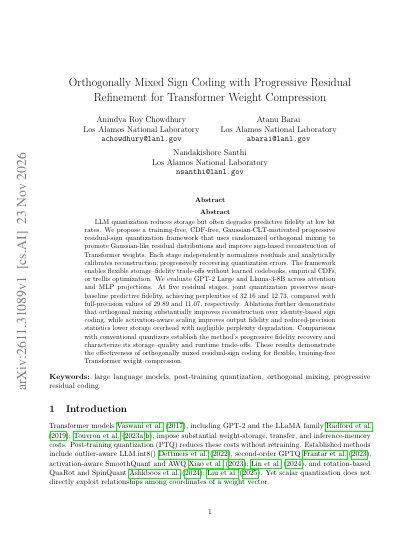 Orthogonally Mixed Sign Coding with Progressive Residual
Refinement for Transformer Weight Compression
Anindya Roy Chowdhury
Los Alamos National Laboratory
achowdhury@lanl.gov
Atanu Barai
Los Alamos National Laboratory
abarai@lanl.gov
Nandakishore Santhi
Los Alamos National Laboratory
nsanthi@lanl.gov
arXiv:2611.31089v1 [cs.AI] 23 Nov 2026
Abstract
Abstract
LLM quantization reduces storage but often degrades predictive fidelity at low bit
rates. We propose a training-free, CDF-free, Gaussian-CLT-motivated progressive
residual-sign quantization framework that uses randomized orthogonal mixing to
promote Gaussian-like residual distributions and improve sign-based reconstruction of
Transformer weights. Each stage independently normalizes residuals and analytically
calibrates reconstruction, progressively recovering quantization errors. The framework
enables flexible storage–fidelity trade-offs without learned codebooks, empirical CDFs,
or trellis optimization. We evaluate GPT-2 Large and Llama-3-8B across attention
and MLP projections. At five residual stages, joint quantization preserves near-
baseline predictive fidelity, achieving perplexities of 32.16 and 12.73, compared with
full-precision values of 29.89 and 11.07, respectively. Ablations further demonstrate
that orthogonal mixing substantially improves reconstruction over identity-based sign
coding, while activation-aware scaling improves output fidelity and reduced-precision
statistics lower storage overhead with negligible perplexity degradation. Comparisons
with conventional quantizers establish the method's progressive fidelity recovery and
characterize its storage-quality and runtime trade-offs. These results demonstrate
the effectiveness of orthogonally mixed residual-sign coding for flexible, training-free
Transformer weight compression.
Keywords: large language models, post-training quantization, orthogonal mixing, progressive
residual coding.
1 Introduction
Transformer models Vaswani et al. (2017), including GPT-2 and the LLaMA family Radford et al.
(2019); Touvron et al. (2023a,b), impose substantial weight-storage, transfer, and inference-memory
costs. Post-training quantization (PTQ) reduces these costs without retraining. Established methods
include outlier-aware LLM.int8() Dettmers et al. (2022), second-order GPTQ Frantar et al. (2023),
activation-aware SmoothQuant and AWQ Xiao et al. (2023); Lin et al. (2024), and rotation-based
QuaRot and SpinQuant Ashkboos et al. (2024); Liu et al. (2025). Yet scalar quantization does not
directly exploit relationships among coordinates of a weight vector.
1